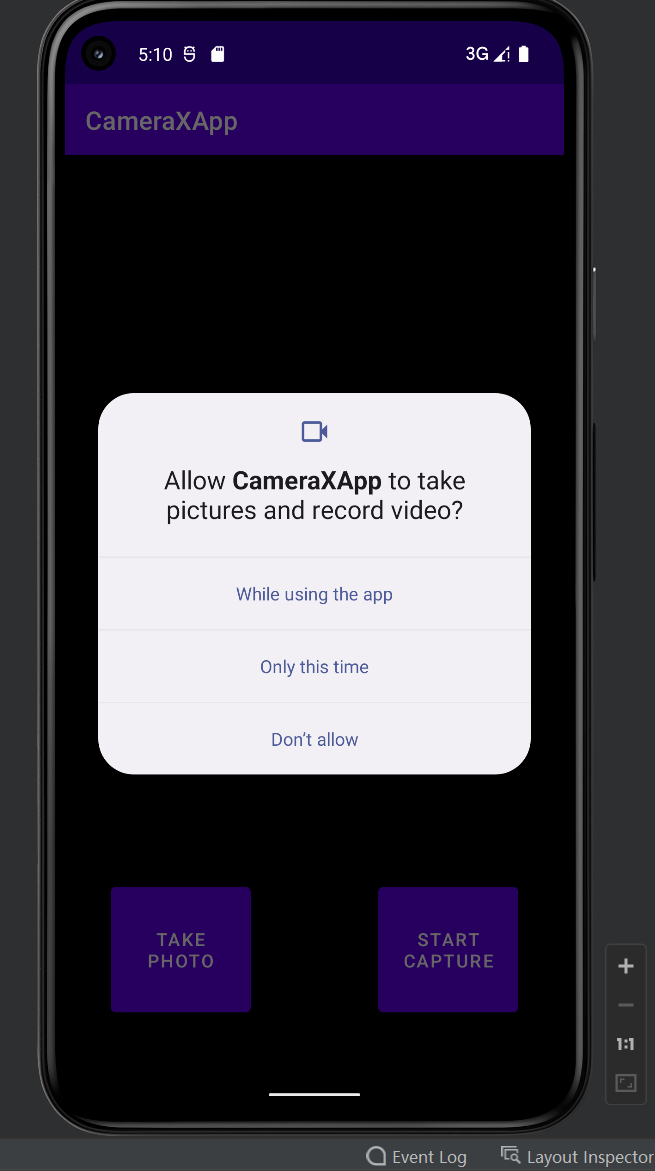 5:10
3G
CameraXApp
Allow CameraXApp to take
pictures and record video?
While using the app
Only this time
Don’t allow
TAKE
PHOTO
START
CAPTURE
1:1
Event Log
Layout Inspector